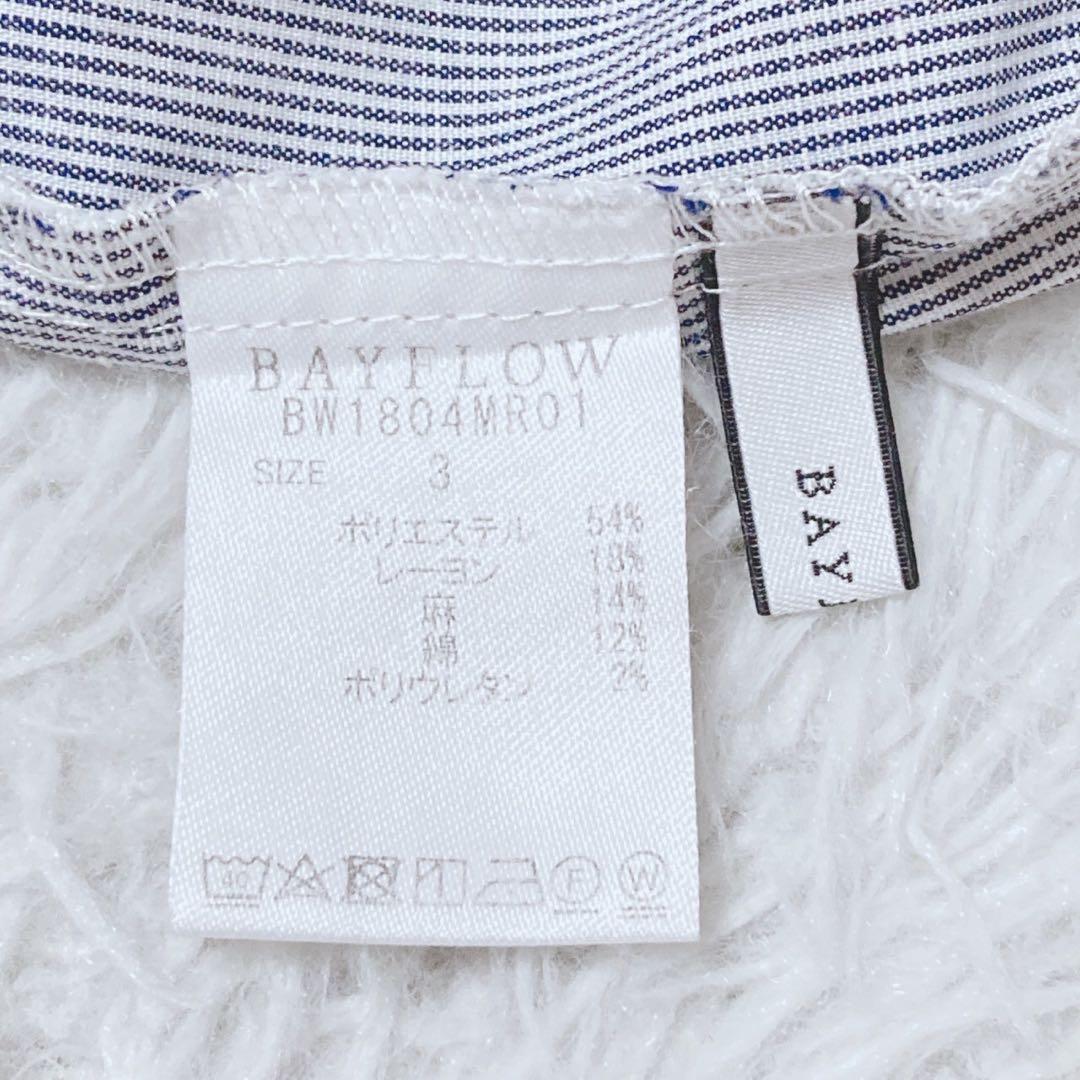 BAYFLOW
BW1804MR01
SIZE 3
ポリエステル 54%
レーヨン 18%
麻 14%
綿 12%
ポリウレタン 2%
40
F
W
BAY